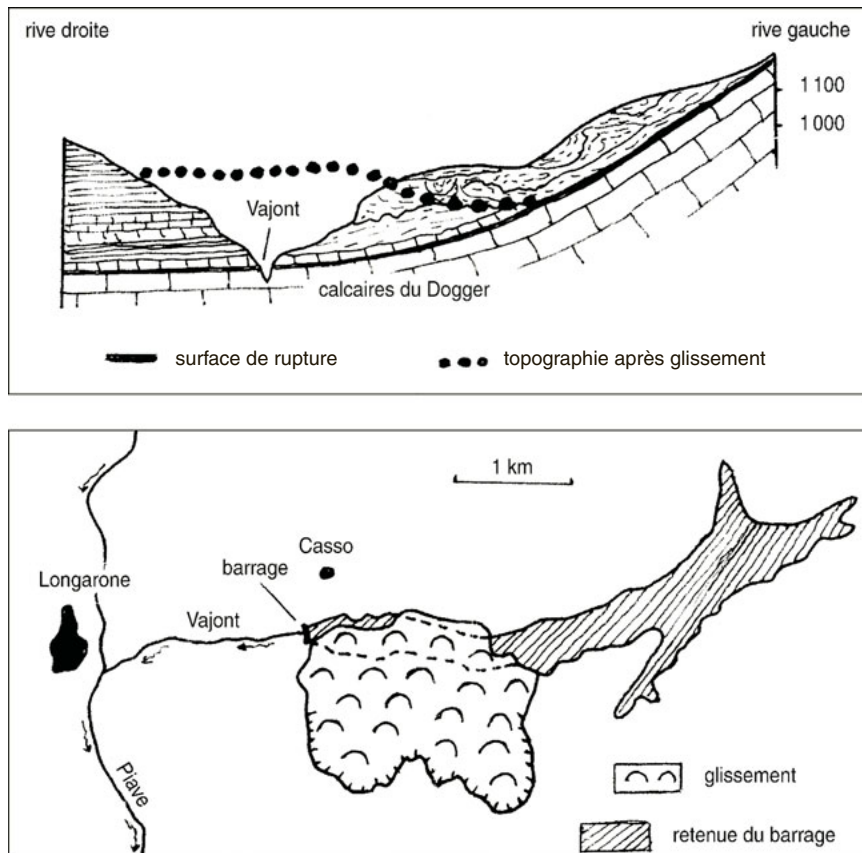 rive droite
rive gauche
1 100
1 000
Vajont
calcaires du Dogger
surface de rupture
topographie après glissement
1 km
Casso
barrage
Longarone
Vajont
Piave
glissement
retenue du barrage